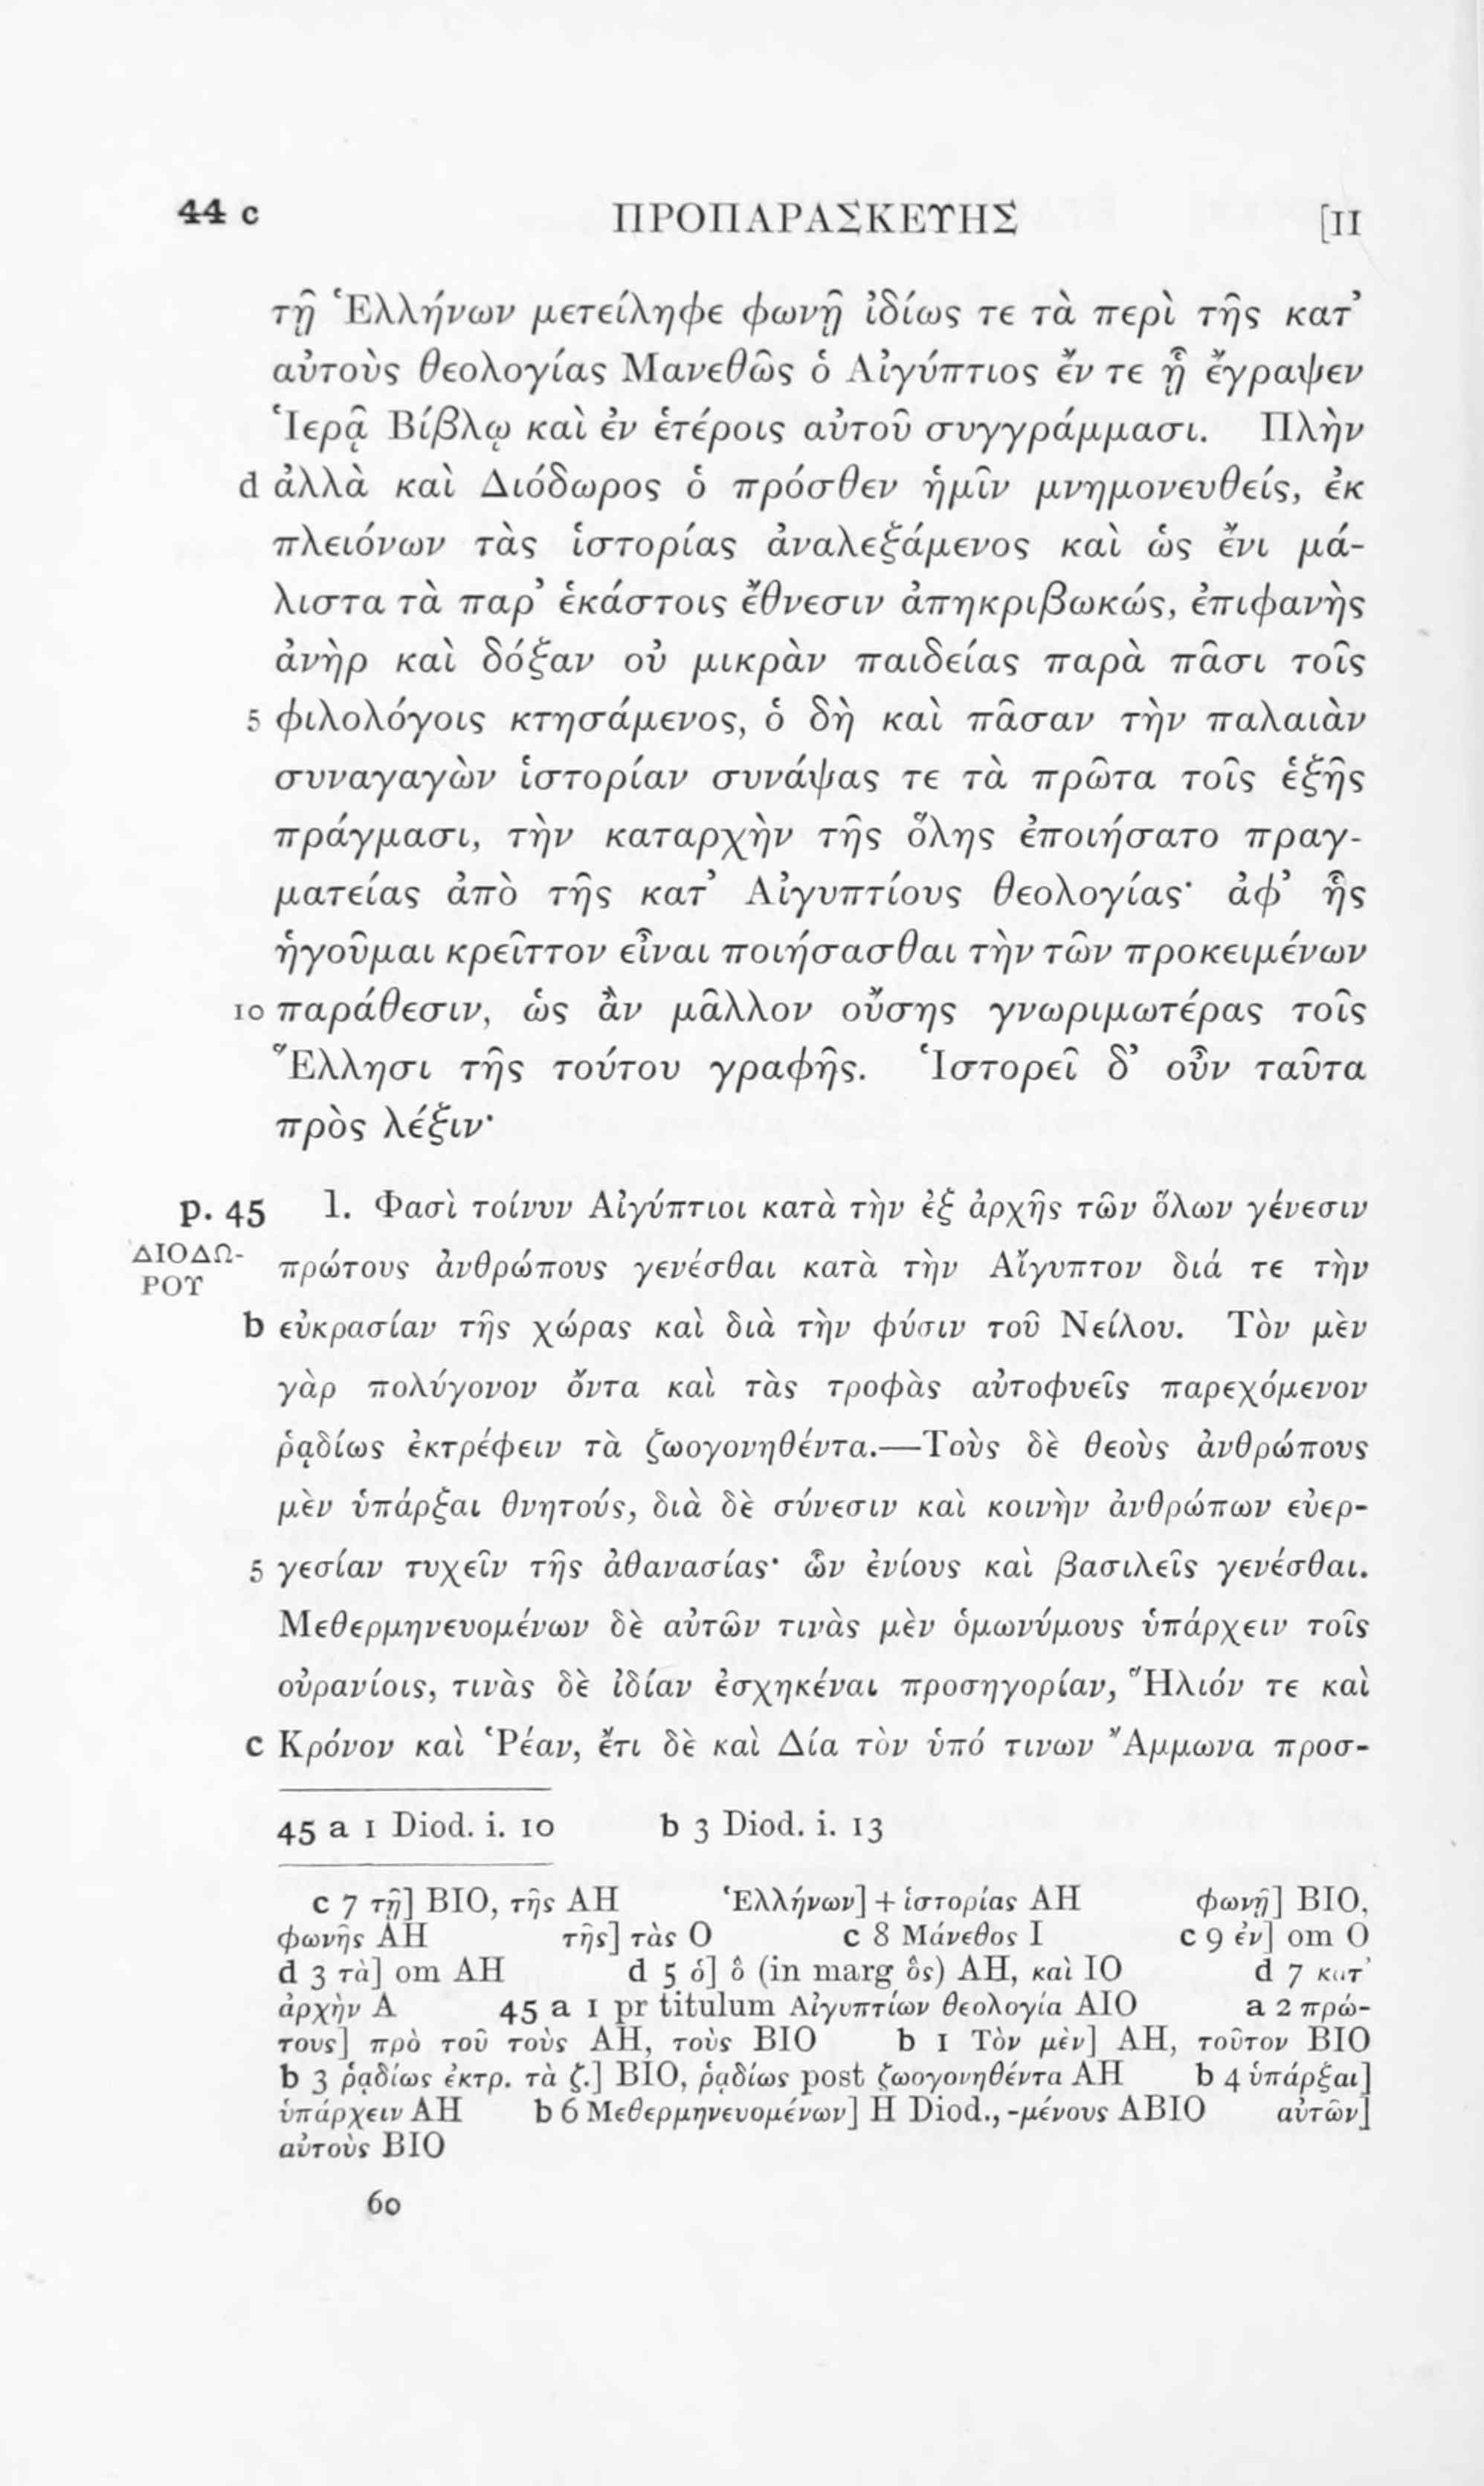 44 c ΠΡΟΠΑΡΑΣΚΕΥΗΣ [II
τῇ Ἑλλήνων μετείληφε φωνῇ ἰδίως τε τὰ περὶ τῆς κατ’
αὐτοὺς θεολογίας Μανεθῶς ὁ Αἰγύπτιος ἔν τε ᾗ ἔγραψεν
Ἱερᾷ Βίβλῳ καὶ ἐν ἑτέροις αὐτοῦ συγγράμμασι. Πλὴν
d ἀλλὰ καὶ Διόδωρος ὁ πρόσθεν ἡμῖν μνημονευθείς, ἐκ
πλειόνων τὰς ἱστορίας ἀναλεξάμενος καὶ ὡς ἔνι μά-
λιστα τὰ παρ’ ἑκάστοις ἔθνεσιν ἀπηκριβωκώς, ἐπιφανὴς
ἀνὴρ καὶ δόξαν οὐ μικρὰν παιδείας παρὰ πᾶσι τοῖς
5 φιλολόγοις κτησάμενος, ὁ δὴ καὶ πᾶσαν τὴν παλαιὰν
συναγαγὼν ἱστορίαν συνάψας τε τὰ πρῶτα τοῖς ἑξῆς
πράγμασι, τὴν καταρχὴν τῆς ὅλης ἐποιήσατο πραγ-
ματείας ἀπὸ τῆς κατ’ Αἰγυπτίους θεολογίας· ἀφ’ ἧς
ἡγοῦμαι κρεῖττον εἶναι ποιήσασθαι τὴν τῶν προκειμένων
10 παράθεσιν, ὡς ἂν μᾶλλον οὔσης γνωριμωτέρας τοῖς
Ἕλλησι τῆς τούτου γραφῆς. Ἱστορεῖ δ’ οὖν ταῦτα
πρὸς λέξιν·
p. 45 1. Φασὶ τοίνυν Αἰγύπτιοι κατὰ τὴν ἐξ ἀρχῆς τῶν ὅλων γένεσιν
ΔΙΟΔΩ-
ΡΟΥ
πρώτους ἀνθρώπους γενέσθαι κατὰ τὴν Αἴγυπτον διά τε τὴν
b εὐκρασίαν τῆς χώρας καὶ διὰ τὴν φύσιν τοῦ Νείλου. Τὸν μὲν
γὰρ πολύγονον ὄντα καὶ τὰς τροφὰς αὐτοφυεῖς παρεχόμενον
ῥᾳδίως ἐκτρέφειν τὰ ζωογονηθέντα.—Τοὺς δὲ θεοὺς ἀνθρώπους
μὲν ὑπάρξαι θνητούς, διὰ δὲ σύνεσιν καὶ κοινὴν ἀνθρώπων εὐερ-
5 γεσίαν τυχεῖν τῆς ἀθανασίας· ὧν ἐνίους καὶ βασιλεῖς γενέσθαι.
Μεθερμηνευομένων δὲ αὐτῶν τινὰς μὲν ὁμωνύμους ὑπάρχειν τοῖς
οὐρανίοις, τινὰς δὲ ἰδίαν ἐσχηκέναι προσηγορίαν, Ἥλιόν τε καὶ
c Κρόνον καὶ Ῥέαν, ἔτι δὲ καὶ Δία τὸν ὑπό τινων Ἄμμωνα προσ-
45 a 1 Diod. i. 10 b 3 Diod. i. 13
c 7 τῇ] BIO, τῆς AH Ἑλλήνων] + ἱστορίας AH φωνῇ] BIO,
φωνῆς AH τῆς] τὰς O c 8 Μάνεθος I c 9 ἐν] om O
d 3 τὰ] om AH d 5 ὁ] ὃ (in marg ὃς) AH, καὶ IO d 7 κατ’
ἀρχὴν A 45 a 1 pr titulum Αἰγυπτίων θεολογία AIO a 2 πρώ-
τους] πρὸ τοῦ τοὺς AH, τοὺς BIO b 1 Τὸν μὲν] AH, τοῦτον BIO
b 3 ῥᾳδίως ἐκτρ. τὰ ζ.] BIO, ῥᾳδίως post ζωογονηθέντα AH b 4 ὑπάρξαι]
ὑπάρχειν AH b 6 Μεθερμηνευομένων] H Diod., -μένους ABIO αὐτῶν]
αὐτοὺς BIO
60